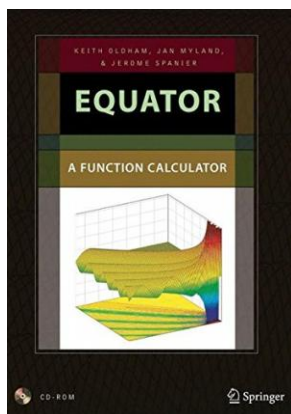 KEITH OLDHAM, JAN MYLAND,
& JEROME SPANIER
EQUATOR
A FUNCTION CALCULATOR
CD-ROM
Springer